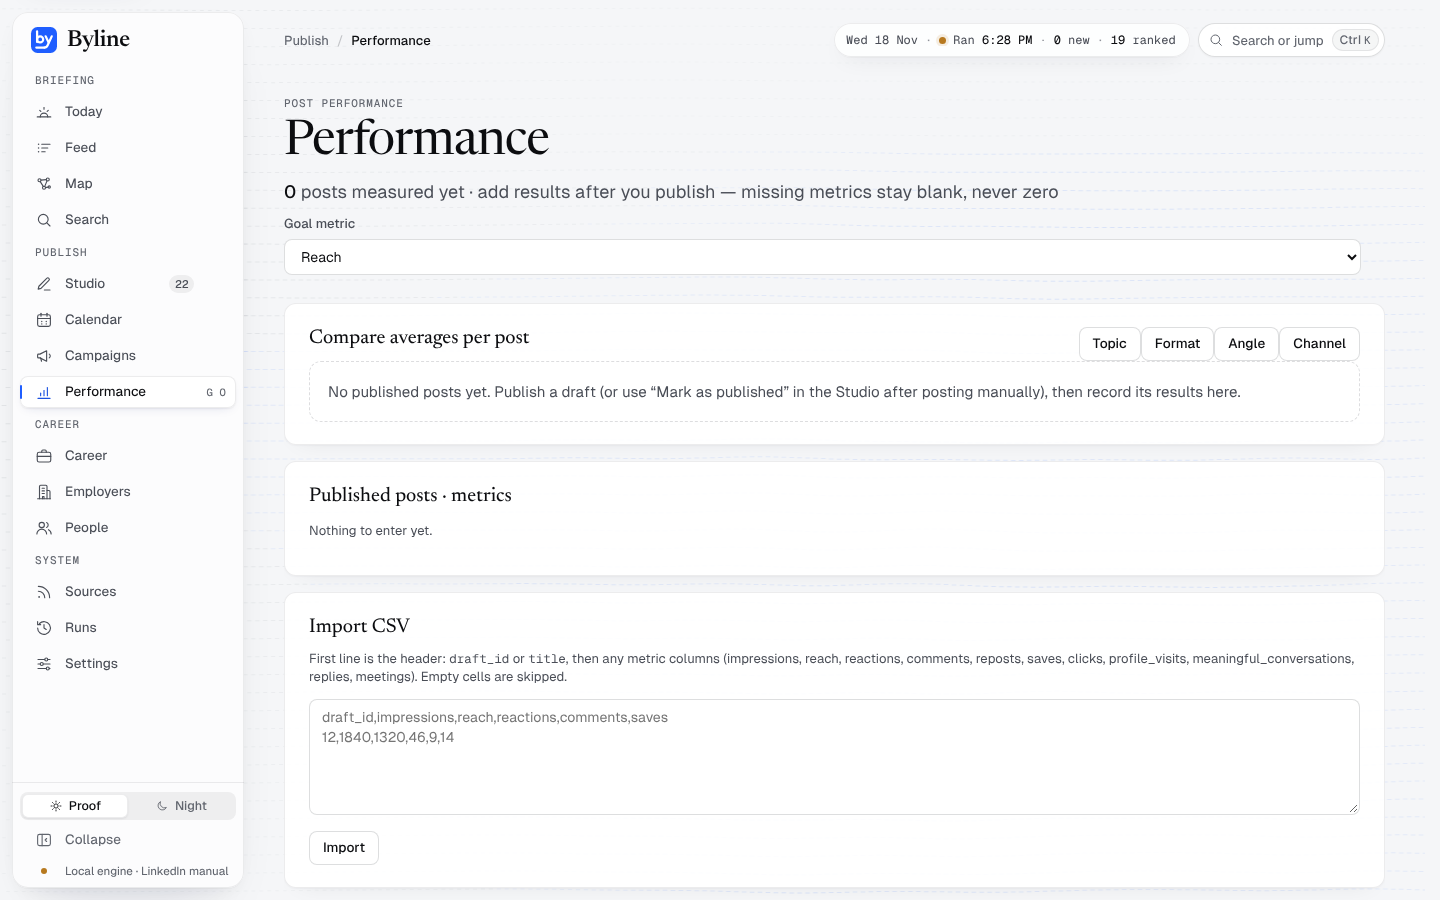 by Byline
BRIEFING
Today
Feed
Map
Search
PUBLISH
Studio 22
Calendar
Campaigns
Performance G O
CAREER
Career
Employers
People
SYSTEM
Sources
Runs
Settings
Proof Night
Collapse
Local engine · LinkedIn manual
Publish / Performance
Wed 18 Nov · Ran 6:28 PM · 0 new · 19 ranked
Search or jump Ctrl K
POST PERFORMANCE
Performance
0 posts measured yet · add results after you publish — missing metrics stay blank, never zero
Goal metric
Reach
Compare averages per post
Topic Format Angle Channel
No published posts yet. Publish a draft (or use “Mark as published” in the Studio after posting manually), then record its results here.
Published posts · metrics
Nothing to enter yet.
Import CSV
First line is the header: draft_id or title, then any metric columns (impressions, reach, reactions, comments, reposts, saves, clicks, profile_visits, meaningful_conversations,
replies, meetings). Empty cells are skipped.
draft_id,impressions,reach,reactions,comments,saves
12,1840,1320,46,9,14
Import